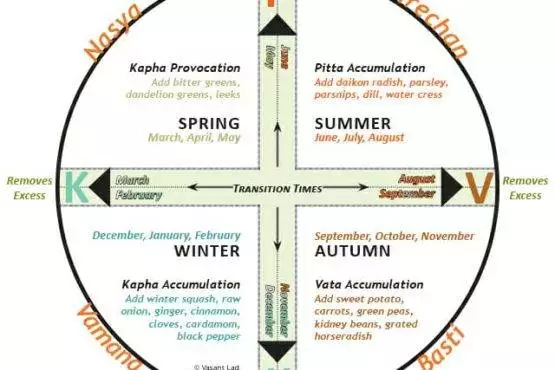 Nasya
rechan
Kapha Provocation
Add bitter greens,
dandelion greens, leeks
SPRING
March, April, May
June
May
Pitta Accumulation
Add daikon radish, parsley,
parsnips, dill, water cress
SUMMER
June, July, August
Removes
Excess
K
March
February
TRANSITION TIMES
August
September
V
Removes
Excess
December, January, February
WINTER
Kapha Accumulation
Add winter squash, raw
onion, ginger, cinnamon,
cloves, cardamom,
black pepper
November
December
September, October, November
AUTUMN
Vata Accumulation
Add sweet potato,
carrots, green peas,
kidney beans, grated
horseradish
Vamana
Basti
© Vasant Lad